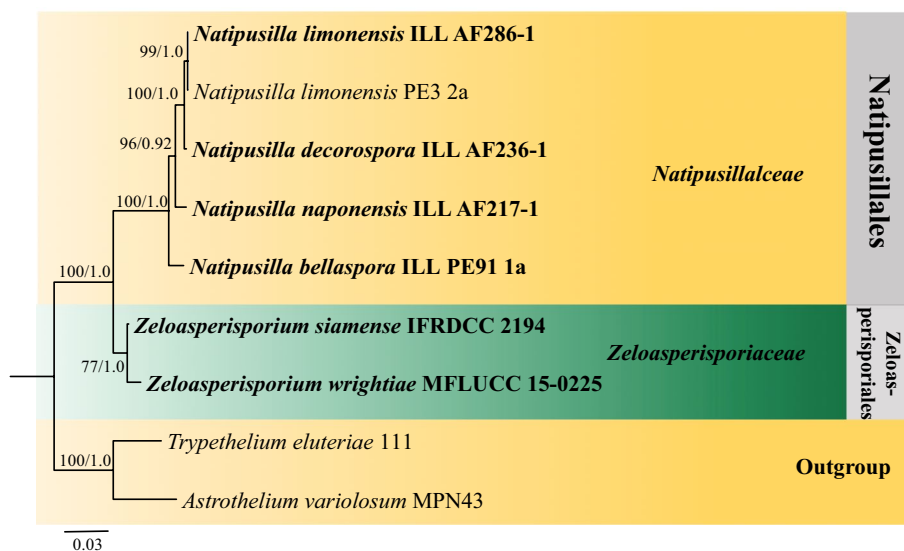 Natipusilla limonensis ILL AF286-1
99/1.0
Natipusilla limonensis PE3 2a
100/1.0
96/0.92
Natipusilla decorospora ILL AF236-1
Natipusillalceae
Natipusillales
100/1.0
Natipusilla naponensis ILL AF217-1
Natipusilla bellaspora ILL PE91 1a
100/1.0
Zeloasperisporium siamense IFRDCC 2194
Zeloasperisporiaceae
Zeloas-
perisporiales
77/1.0
Zeloasperisporium wrightiae MFLUCC 15-0225
Trypethelium eluteriae 111
100/1.0
Outgroup
Astrothelium variolosum MPN43
0.03